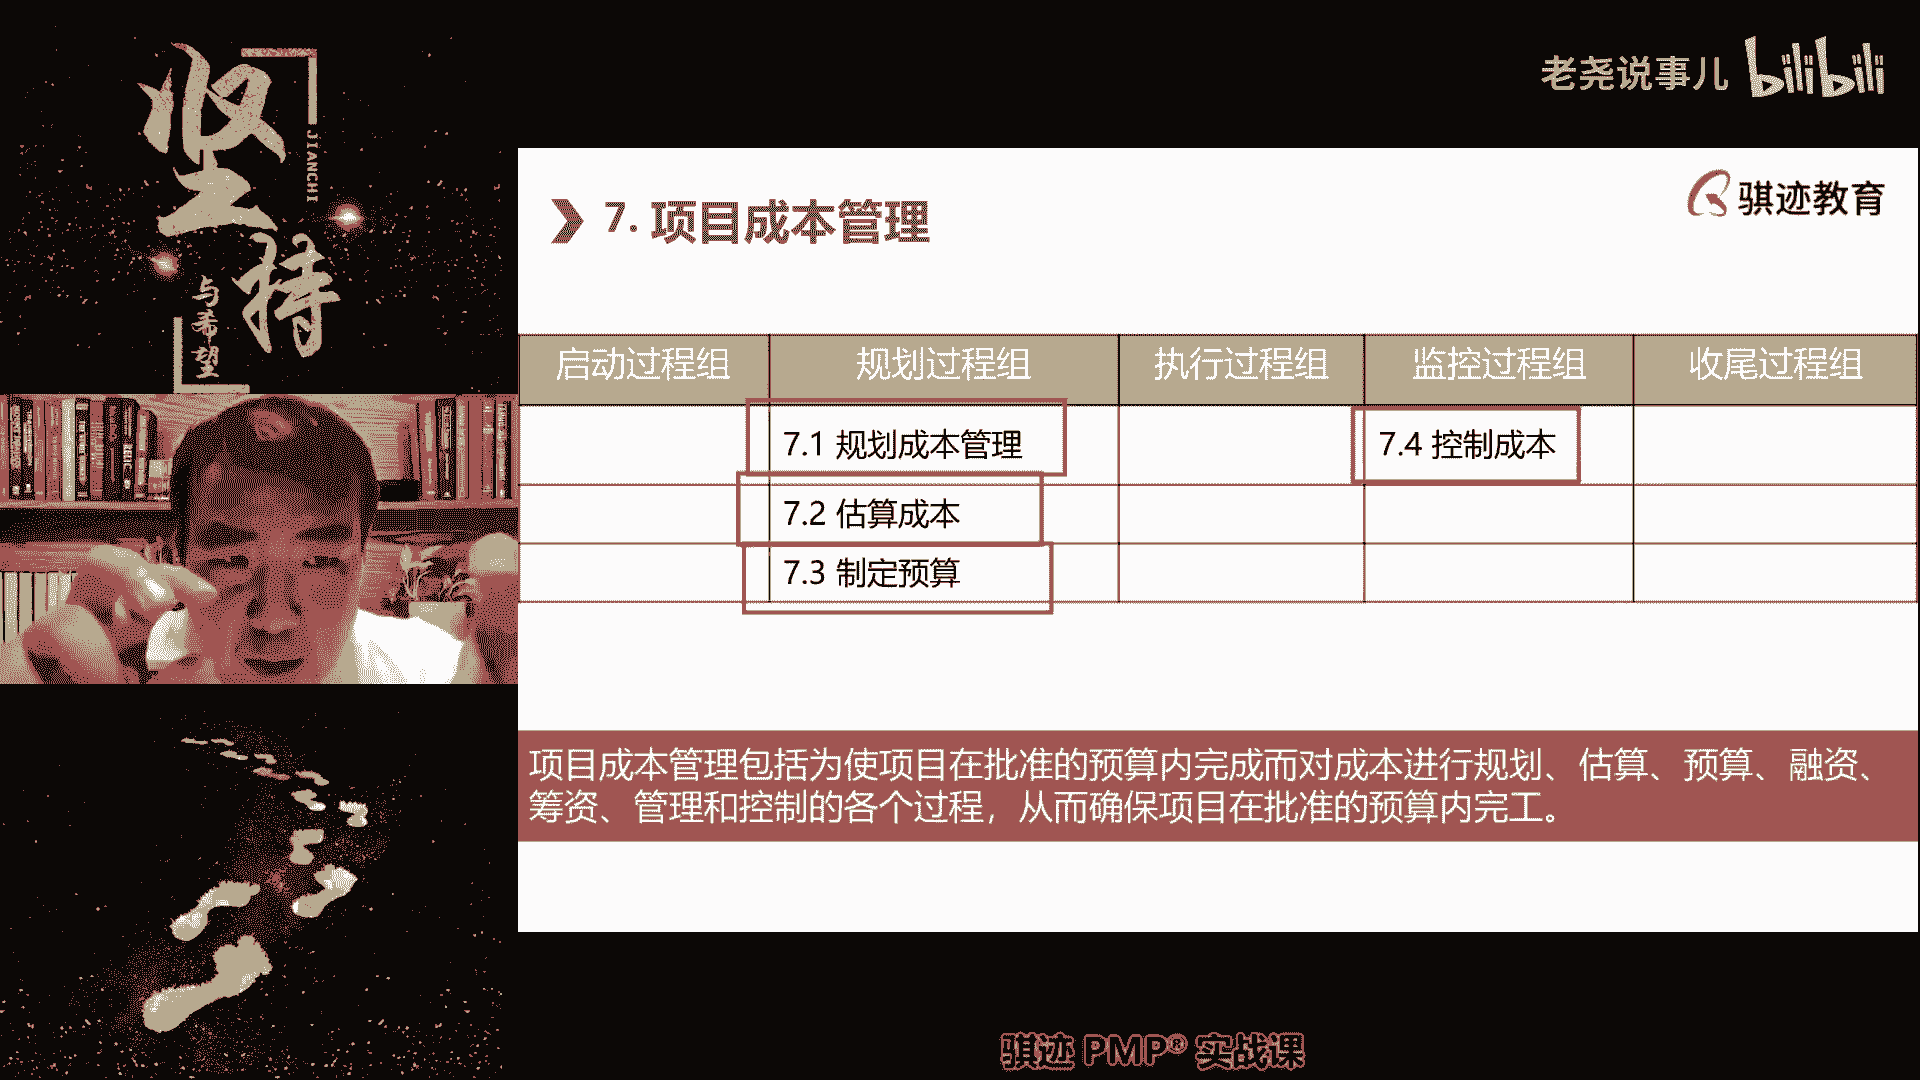 坚持
JIANCHI
与希望
老尧说事儿 bilibili
骐迹教育
7. 项目成本管理
启动过程组 规划过程组 执行过程组 监控过程组 收尾过程组
7.1 规划成本管理 7.4 控制成本
7.2 估算成本
7.3 制定预算
项目成本管理包括为使项目在批准的预算内完成而对成本进行规划、估算、预算、融资、
筹资、管理和控制的各个过程，从而确保项目在批准的预算内完工。
骐迹 PMP® 实战课